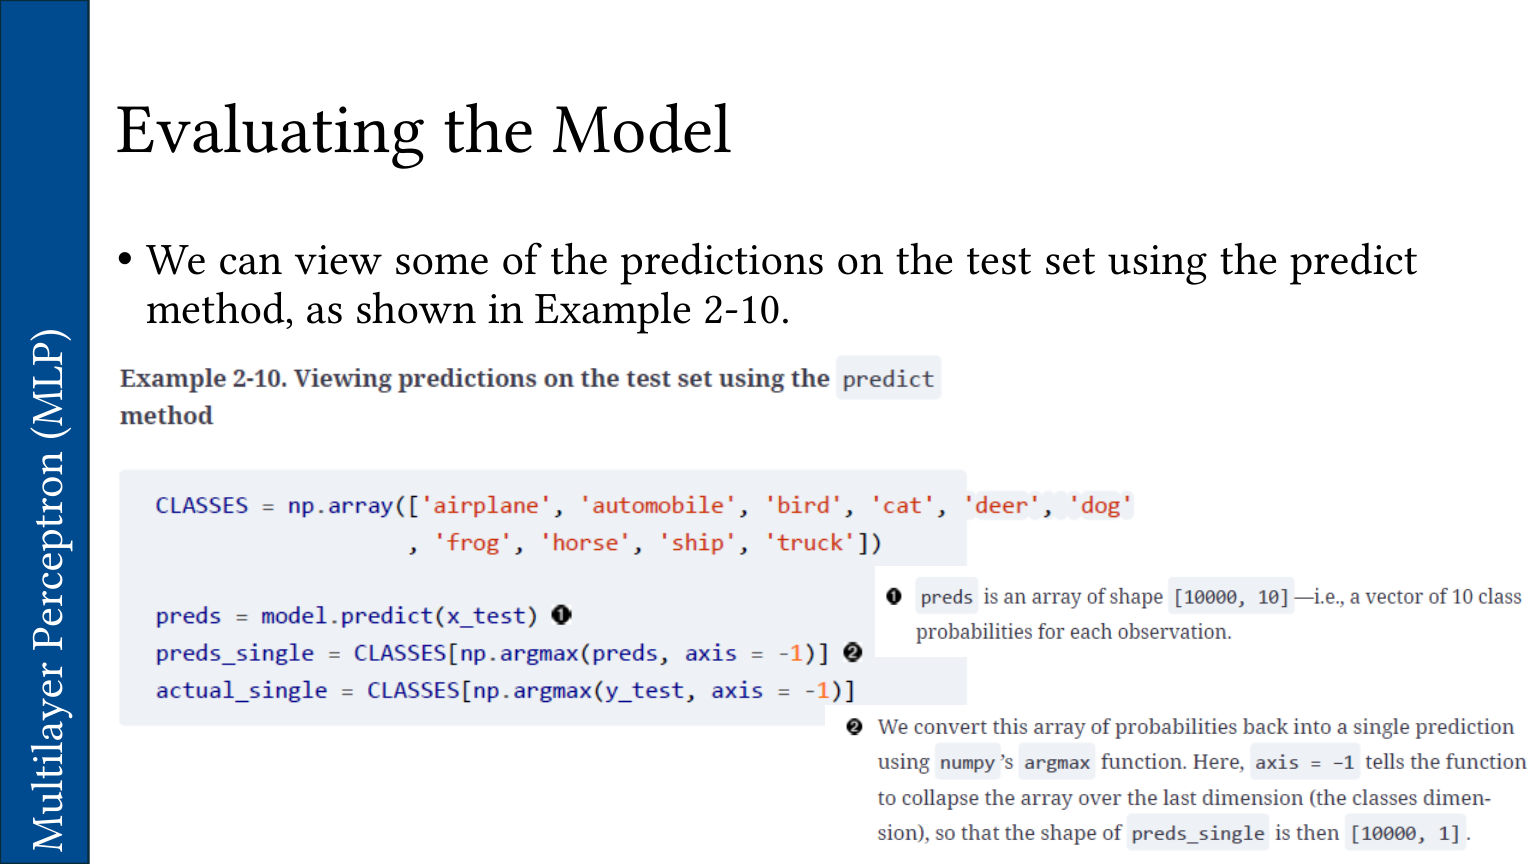 Multilayer Perceptron (MLP)
Evaluating the Model
• We can view some of the predictions on the test set using the predict
method, as shown in Example 2-10.
Example 2-10. Viewing predictions on the test set using the predict
method
CLASSES = np.array(['airplane', 'automobile', 'bird', 'cat', 'deer', 'dog'
, 'frog', 'horse', 'ship', 'truck'])
preds = model.predict(x_test) ❶
preds_single = CLASSES[np.argmax(preds, axis = -1)] ❷
actual_single = CLASSES[np.argmax(y_test, axis = -1)]
❶ preds is an array of shape [10000, 10]—i.e., a vector of 10 class
probabilities for each observation.
❷ We convert this array of probabilities back into a single prediction
using numpy’s argmax function. Here, axis = –1 tells the function
to collapse the array over the last dimension (the classes dimen-
sion), so that the shape of preds_single is then [10000, 1].